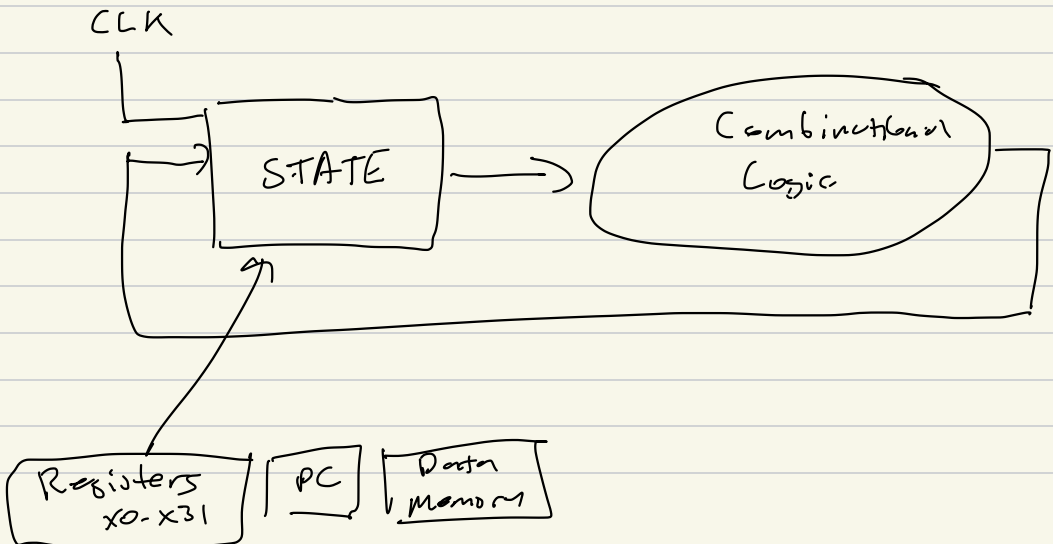 CLK
STATE
Combinational
Logic
Registers
x0-x31
PC
Data
Memory